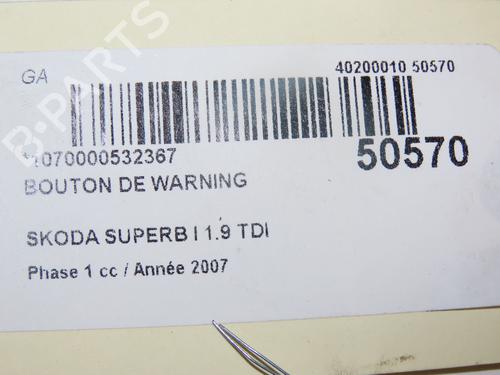 GA
40200010 50570
*1070000532367
50570
BOUTON DE WARNING
SKODA SUPERB I 1.9 TDI
Phase 1 cc / Année 2007
B-PARTS